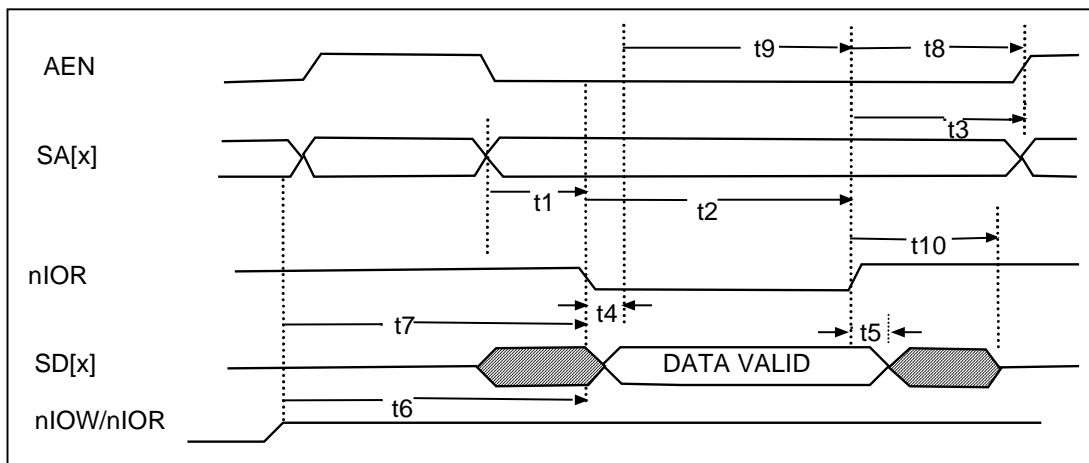 AEN
t9
t8
t3
SA[x]
t1
t2
t10
nIOR
t4
t7
t5
SD[x]
DATA VALID
t6
nIOW/nIOR